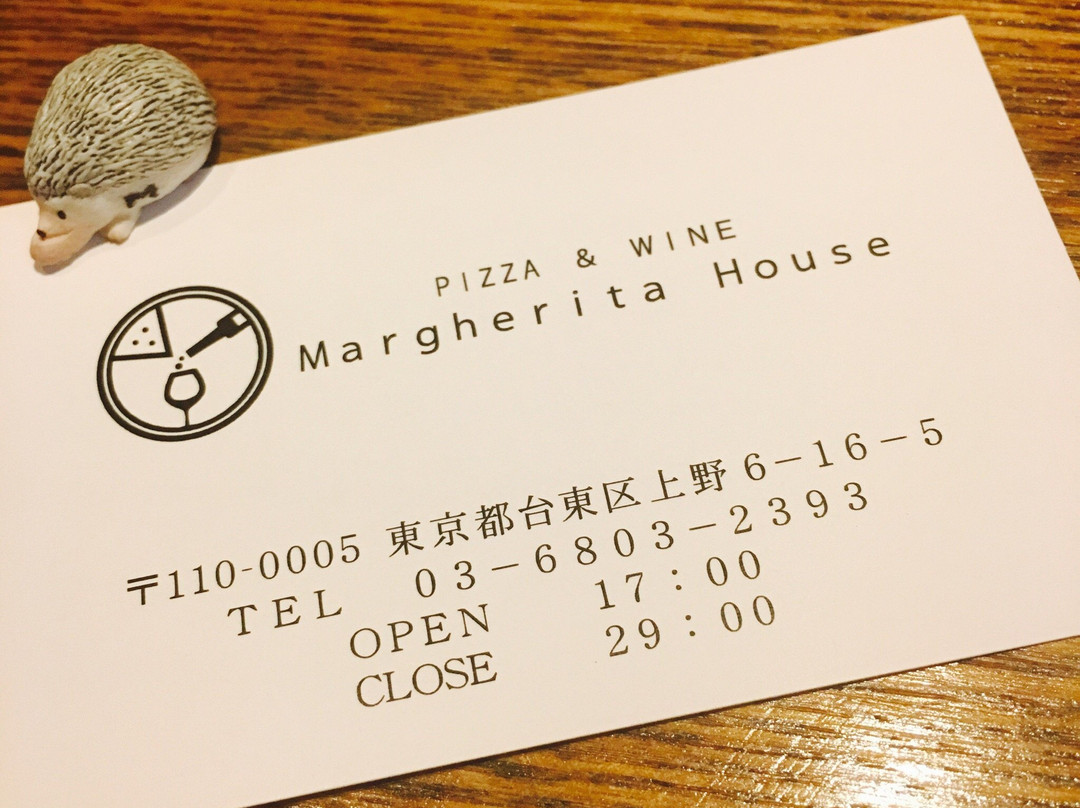 PIZZA & WINE
Margherita House
〒110-0005 東京都台東区上野 6－16－5
TEL 03－6803－2393
OPEN 17：00
CLOSE 29：00